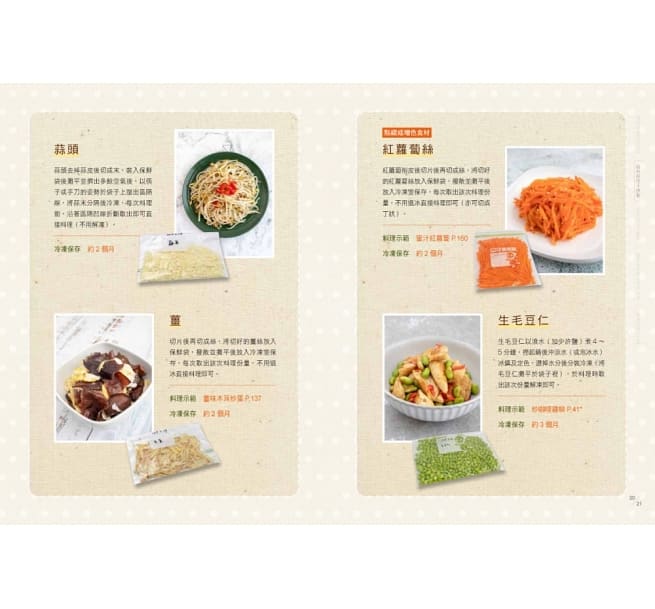 蒜頭
蒜頭去掉蒜皮後切成末，裝入保鮮
袋後攤平並擠出多餘空氣後，以筷
子或手刀的姿勢於袋子上壓出區隔
線，將蒜末分隔後冷凍，每次料理
前，沿著區隔凹線折斷取出即可直
接料理（不用解凍）。
冷凍保存 約2個月
薑
切片後再切成絲，將切好的薑絲放入
保鮮袋，撥散並攤平後放入冷凍室保
存，每次取出該次料理份量，不用退
冰直接料理即可。
料理示範 薑味木耳炒蛋 P.137
冷凍保存 約2個月
點綴或增色食材
紅蘿蔔絲
紅蘿蔔削皮後切片後再切成絲，將切好
的紅蘿蔔絲放入保鮮袋，撥散並攤平後
放入冷凍室保存，每次取出該次料理份
量，不用退冰直接料理即可（亦可切成
丁狀）。
料理示範 蜜汁紅蘿蔔 P.160
冷凍保存 約2個月
生毛豆仁
生毛豆仁以滾水（加少許鹽）煮4～
5分鐘，撈起鍋後沖涼水（或泡冰水）
冰鎮及定色，瀝掉水分後分裝冷凍（將
毛豆仁攤平於袋子裡），於料理時取
出該次份量解凍即可。
料理示範 炒咖哩雞柳 P.41*
冷凍保存 約3個月
20
21